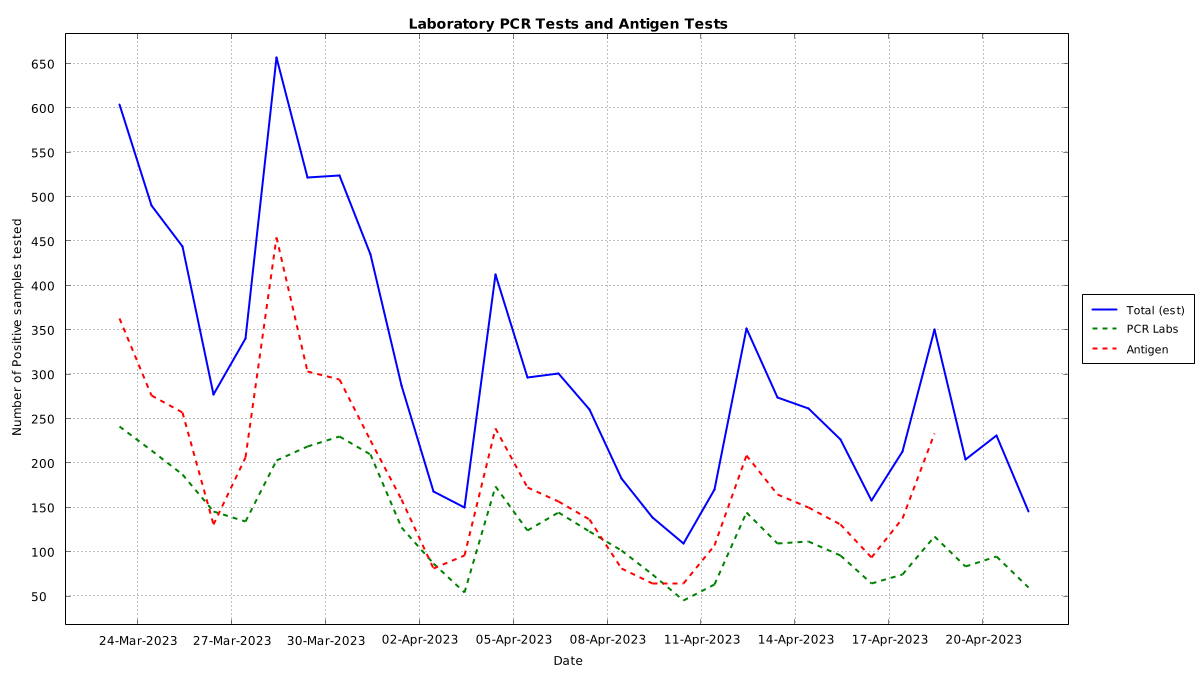 Laboratory PCR Tests and Antigen Tests
Number of Positive samples tested
650
600
550
500
450
400
350
300
250
200
150
100
50
24-Mar-2023 27-Mar-2023 30-Mar-2023 02-Apr-2023 05-Apr-2023 08-Apr-2023 11-Apr-2023 14-Apr-2023 17-Apr-2023 20-Apr-2023
Date
Total (est)
PCR Labs
Antigen